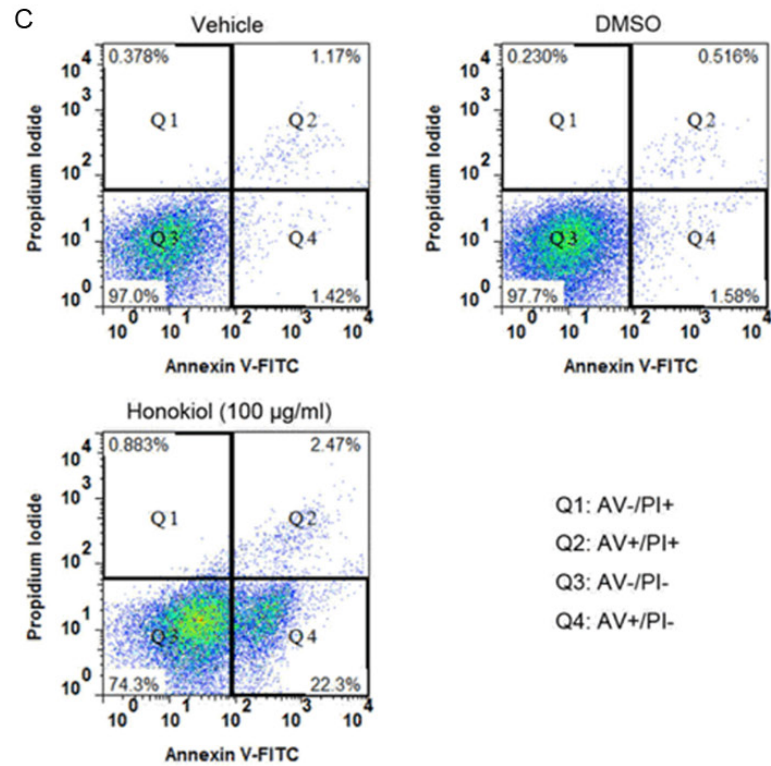 C
Vehicle
0.378% 1.17%
Q1 Q2
Q3 Q4
97.0% 1.42%
10^4
10^3
10^2
10^1
10^0
Propidium Iodide
10^0 10^1 10^2 10^3 10^4
Annexin V-FITC
DMSO
0.230% 0.516%
Q1 Q2
Q3 Q4
97.7% 1.58%
10^4
10^3
10^2
10^1
10^0
Propidium Iodide
10^0 10^1 10^2 10^3 10^4
Annexin V-FITC
Honokiol (100 µg/ml)
0.883% 2.47%
Q1 Q2
Q3 Q4
74.3% 22.3%
10^4
10^3
10^2
10^1
10^0
Propidium Iodide
10^0 10^1 10^2 10^3 10^4
Annexin V-FITC
Q1: AV-/PI+
Q2: AV+/PI+
Q3: AV-/PI-
Q4: AV+/PI-